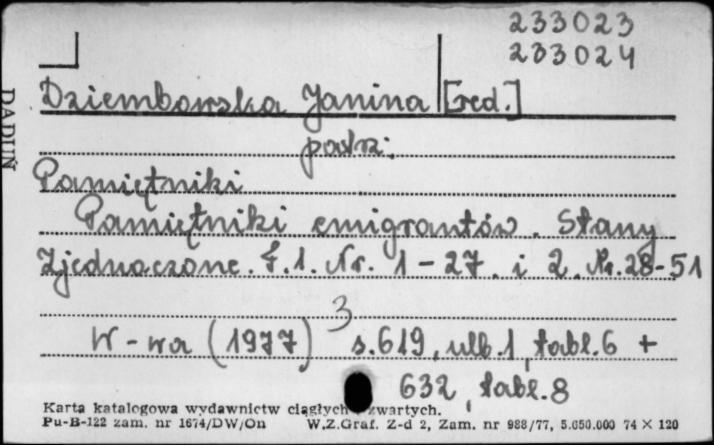 233023
233024
Dziembowska Janina [red.]
patrz:
Pamiętniki
Pamiętniki emigrantów. Stany
Zjednoczone. T.1. Nr. 1-27. i 2. Nr. 28-51
3
W-wa (1977) s.619, ulb.1, tabl.6 +
632, tabl.8
Karta katalogowa wydawnictw ciągłych i zwartych.
Pu-B-122 zam. nr 1674/DW/On W.Z.Graf. Z-d 2, Zam. nr 988/77, 5.650.000 74 × 120
DADUŃ